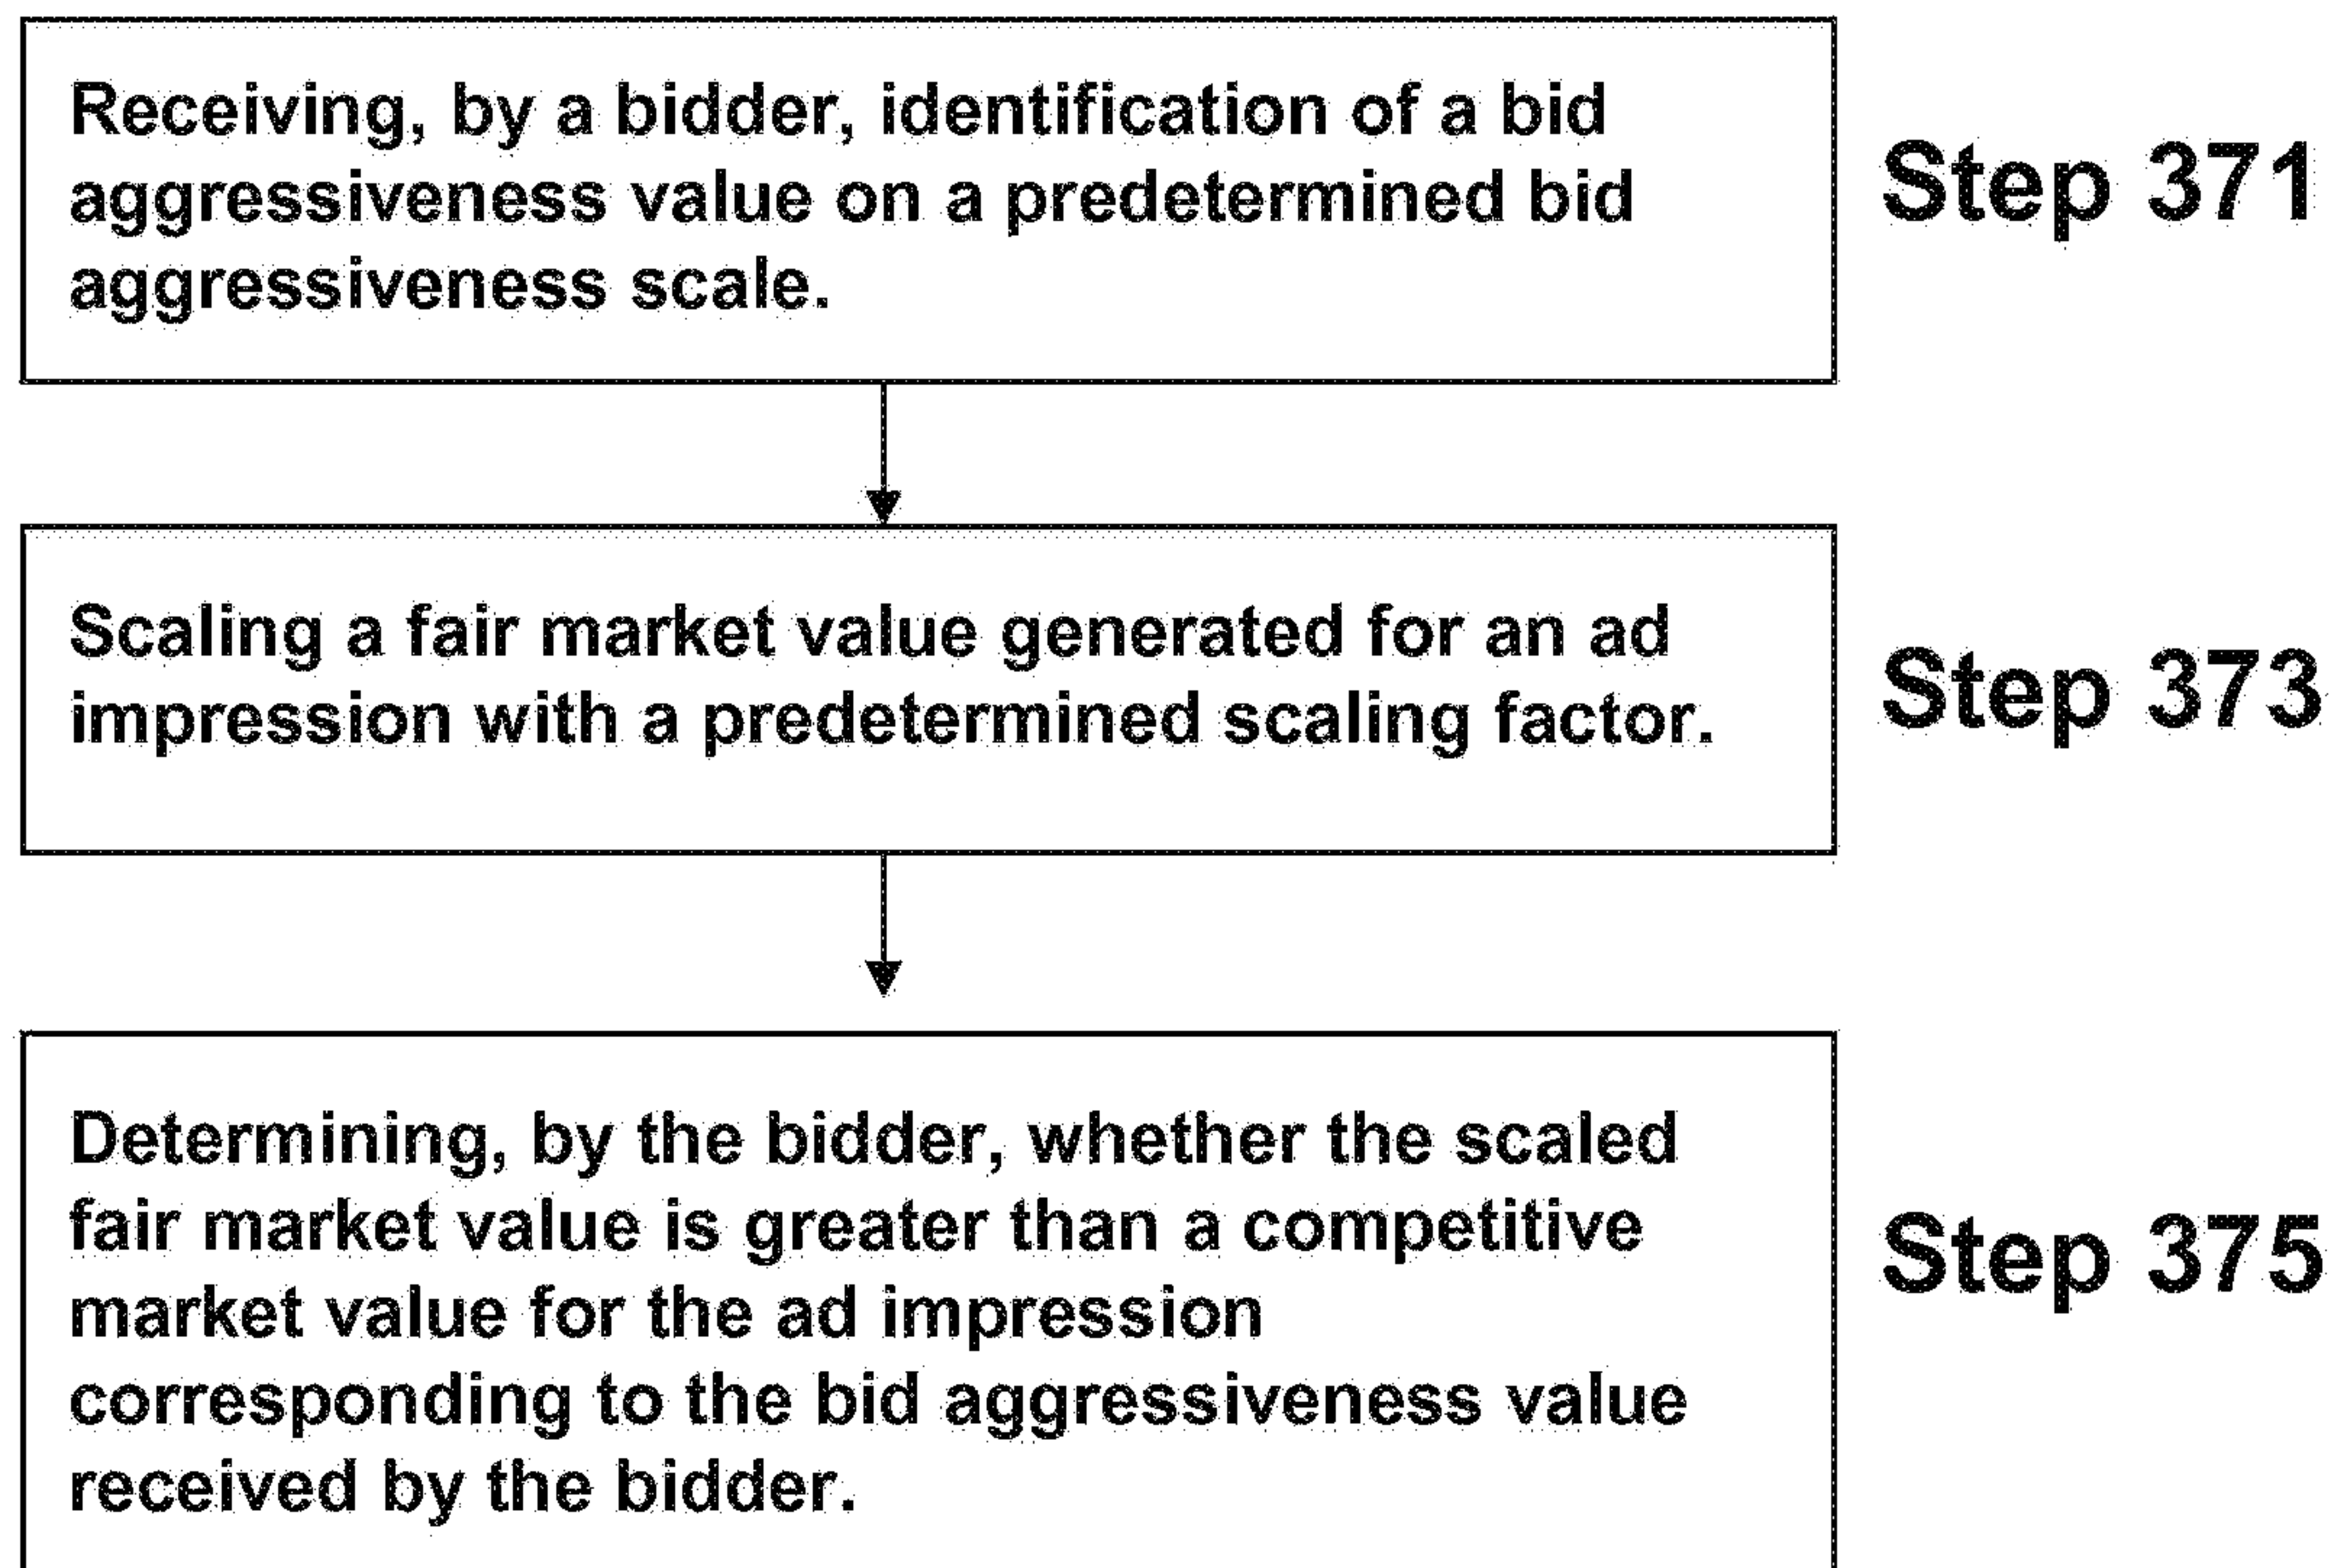 Receiving, by a bidder, identification of a bid
aggressiveness value on a predetermined bid
aggressiveness scale.
Step 371
Scaling a fair market value generated for an ad
impression with a predetermined scaling factor.
Step 373
Determining, by the bidder, whether the scaled
fair market value is greater than a competitive
market value for the ad impression
corresponding to the bid aggressiveness value
received by the bidder.
Step 375